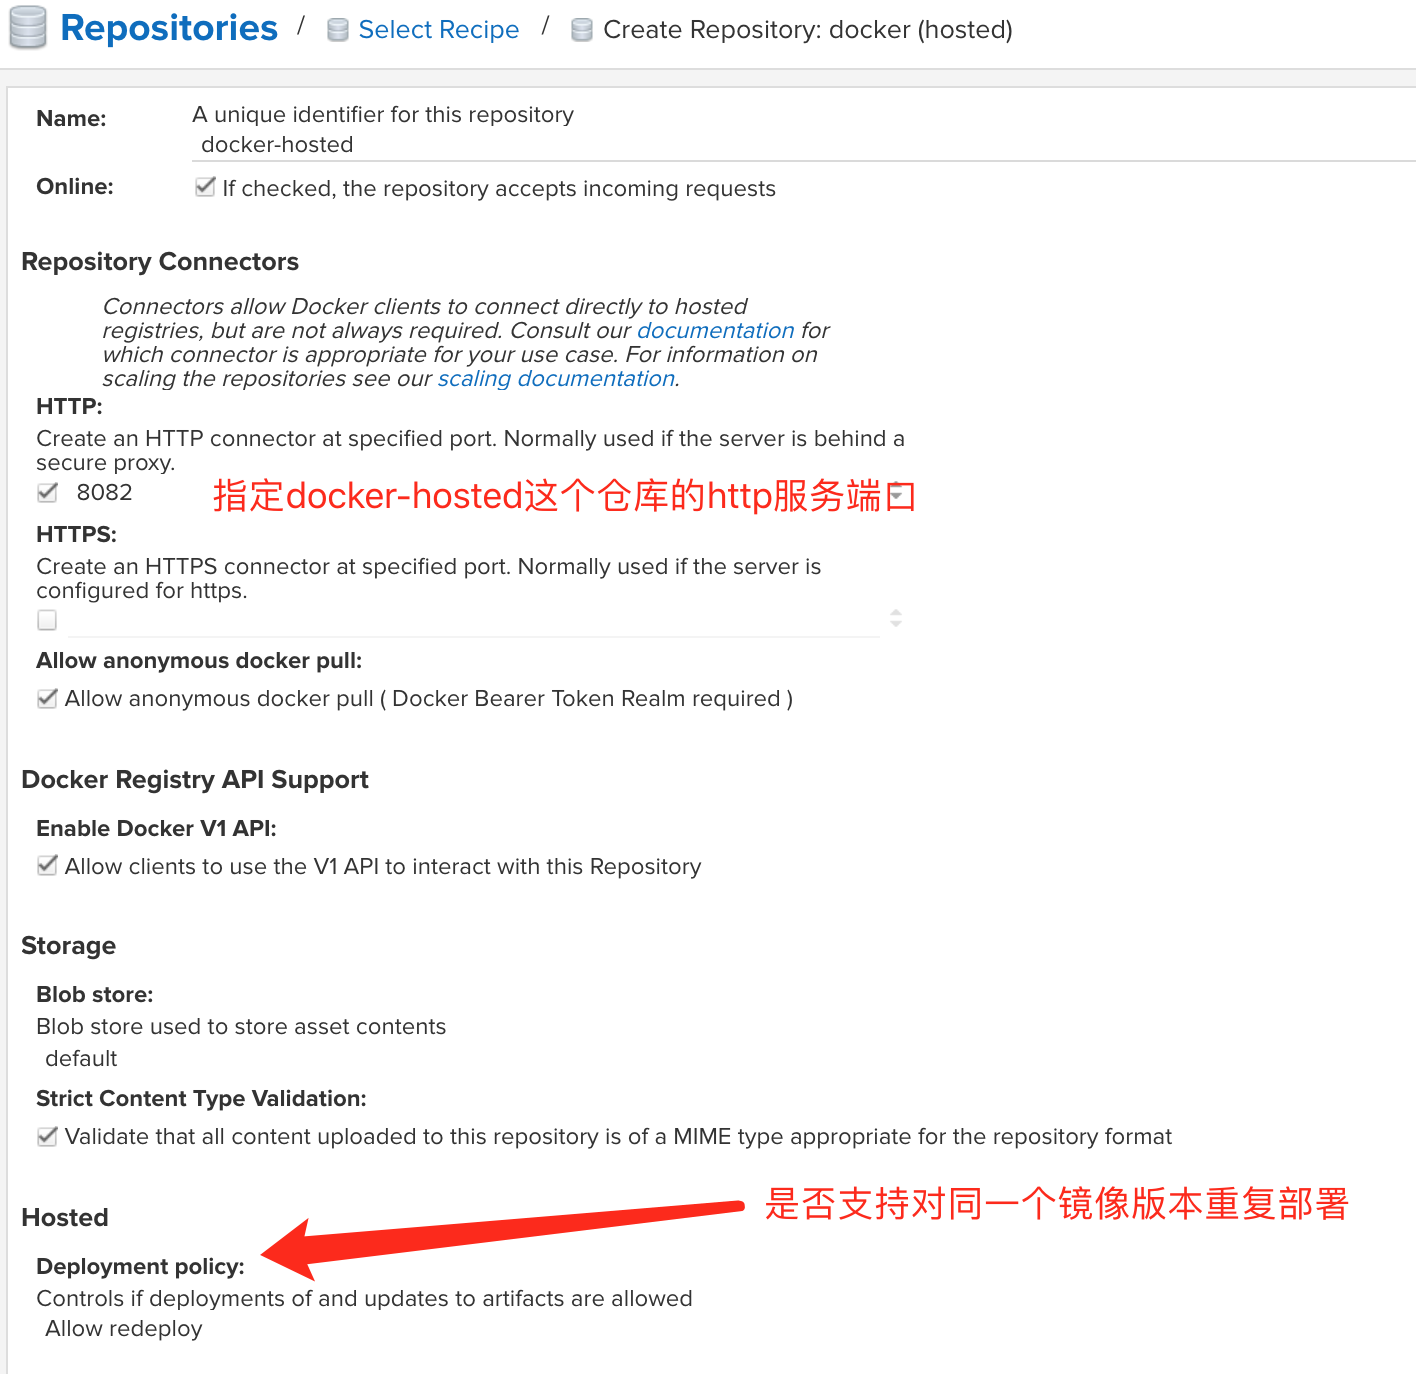 Repositories / Select Recipe / Create Repository: docker (hosted)
Name:
A unique identifier for this repository
docker-hosted
Online:
If checked, the repository accepts incoming requests
Repository Connectors
Connectors allow Docker clients to connect directly to hosted
registries, but are not always required. Consult our documentation for
which connector is appropriate for your use case. For information on
scaling the repositories see our scaling documentation.
HTTP:
Create an HTTP connector at specified port. Normally used if the server is behind a
secure proxy.
8082
指定docker-hosted这个仓库的http服务端口
HTTPS:
Create an HTTPS connector at specified port. Normally used if the server is
configured for https.
Allow anonymous docker pull:
Allow anonymous docker pull ( Docker Bearer Token Realm required )
Docker Registry API Support
Enable Docker V1 API:
Allow clients to use the V1 API to interact with this Repository
Storage
Blob store:
Blob store used to store asset contents
default
Strict Content Type Validation:
Validate that all content uploaded to this repository is of a MIME type appropriate for the repository format
是否支持对同一个镜像版本重复部署
Hosted
Deployment policy:
Controls if deployments of and updates to artifacts are allowed
Allow redeploy